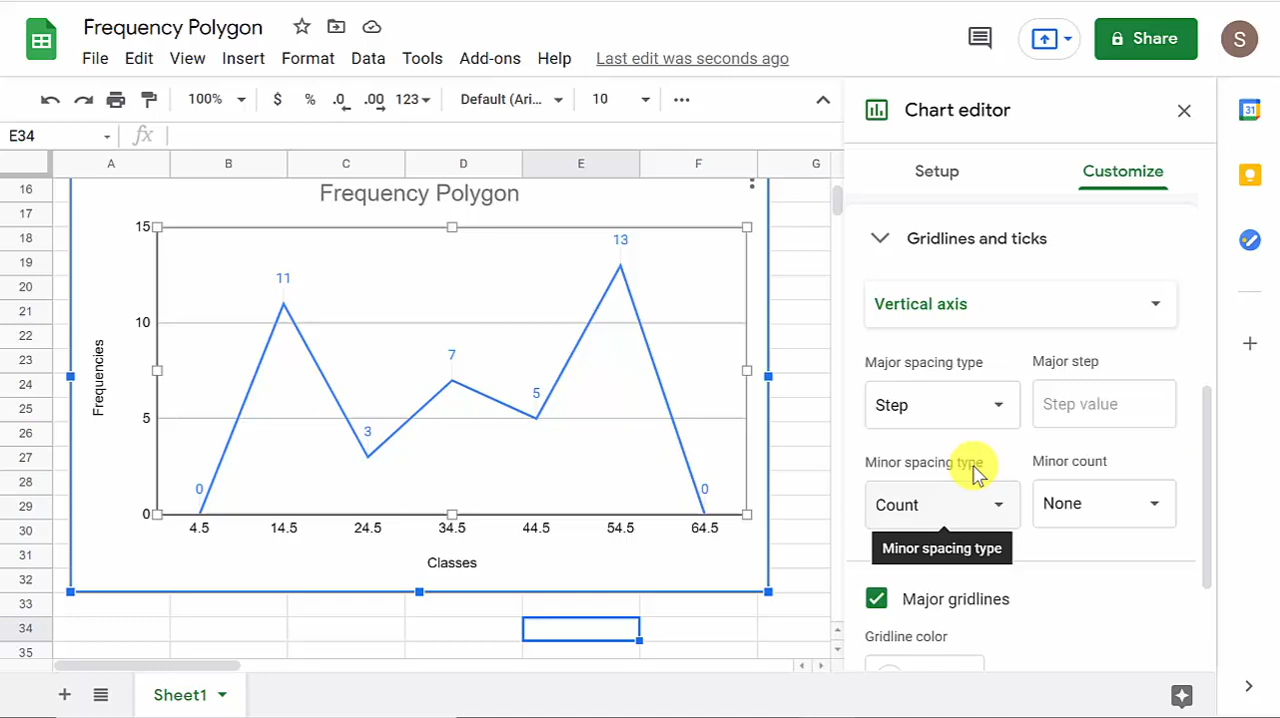 Frequency Polygon
File Edit View Insert Format Data Tools Add-ons Help Last edit was seconds ago
Share
S
100% $ % .0 .00 123 Default (Ari... 10
E34
fx
A B C D E F G
16
17
18
19
20
21
22
23
24
25
26
27
28
29
30
31
32
33
34
35
Frequency Polygon
15
10
5
0
Frequencies
0 11 3 7 5 13 0
4.5 14.5 24.5 34.5 44.5 54.5 64.5
Classes
Sheet1
Chart editor
Setup Customize
Gridlines and ticks
Vertical axis
Major spacing type Major step
Step Step value
Minor spacing type Minor count
Count None
Minor spacing type
Major gridlines
Gridline color
31